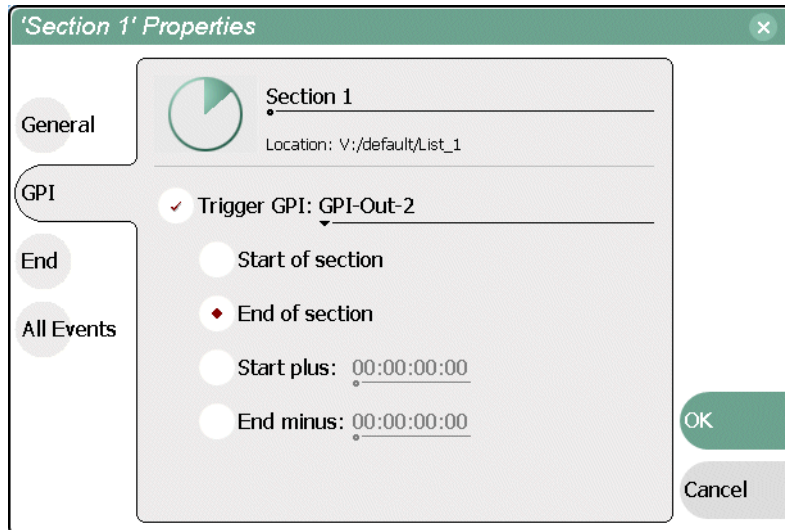 'Section 1' Properties
General
GPI
End
All Events
Section 1
Location: V:/default/List_1
Trigger GPI: GPI-Out-2
Start of section
End of section
Start plus: 00:00:00:00
End minus: 00:00:00:00
OK
Cancel